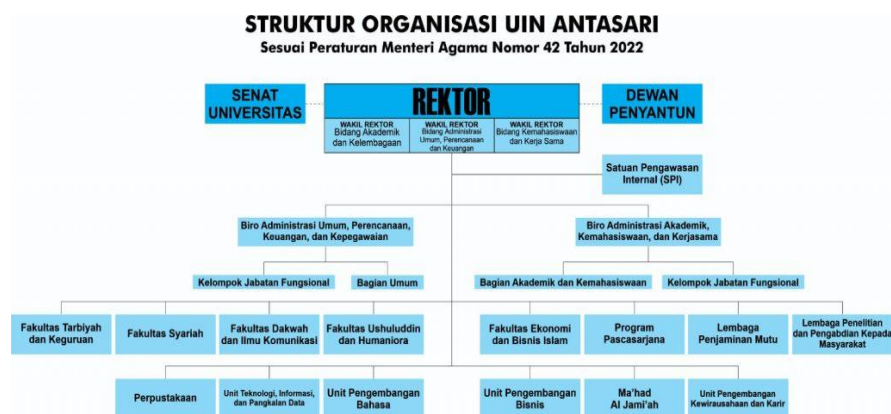 STRUKTUR ORGANISASI UIN ANTASARI
Sesuai Peraturan Menteri Agama Nomor 42 Tahun 2022
SENAT
UNIVERSITAS
REKTOR
DEWAN
PENYANTUN
WAKIL REKTOR
Bidang Akademik
dan Kelembagaan
WAKIL REKTOR
Bidang Administrasi
Umum, Perencanaan
dan Keuangan
WAKIL REKTOR
Bidang Kemahasiswaan
dan Kerja Sama
Satuan Pengawasan
Internal (SPI)
Biro Administrasi Umum, Perencanaan,
Keuangan, dan Kepegawaian
Biro Administrasi Akademik,
Kemahasiswaan, dan Kerjasama
Kelompok Jabatan Fungsional
Bagian Umum
Bagian Akademik dan Kemahasiswaan
Kelompok Jabatan Fungsional
Fakultas Tarbiyah
dan Keguruan
Fakultas Syariah
Fakultas Dakwah
dan Ilmu Komunikasi
Fakultas Ushuluddin
dan Humaniora
Fakultas Ekonomi
dan Bisnis Islam
Program
Pascasarjana
Lembaga
Penjaminan Mutu
Lembaga Penelitian
dan Pengabdian Kepada
Masyarakat
Perpustakaan
Unit Teknologi, Informasi,
dan Pangkalan Data
Unit Pengembangan
Bahasa
Unit Pengembangan
Bisnis
Ma'had
Al Jami'ah
Unit Pengembangan
Kewirausahaan dan Karir